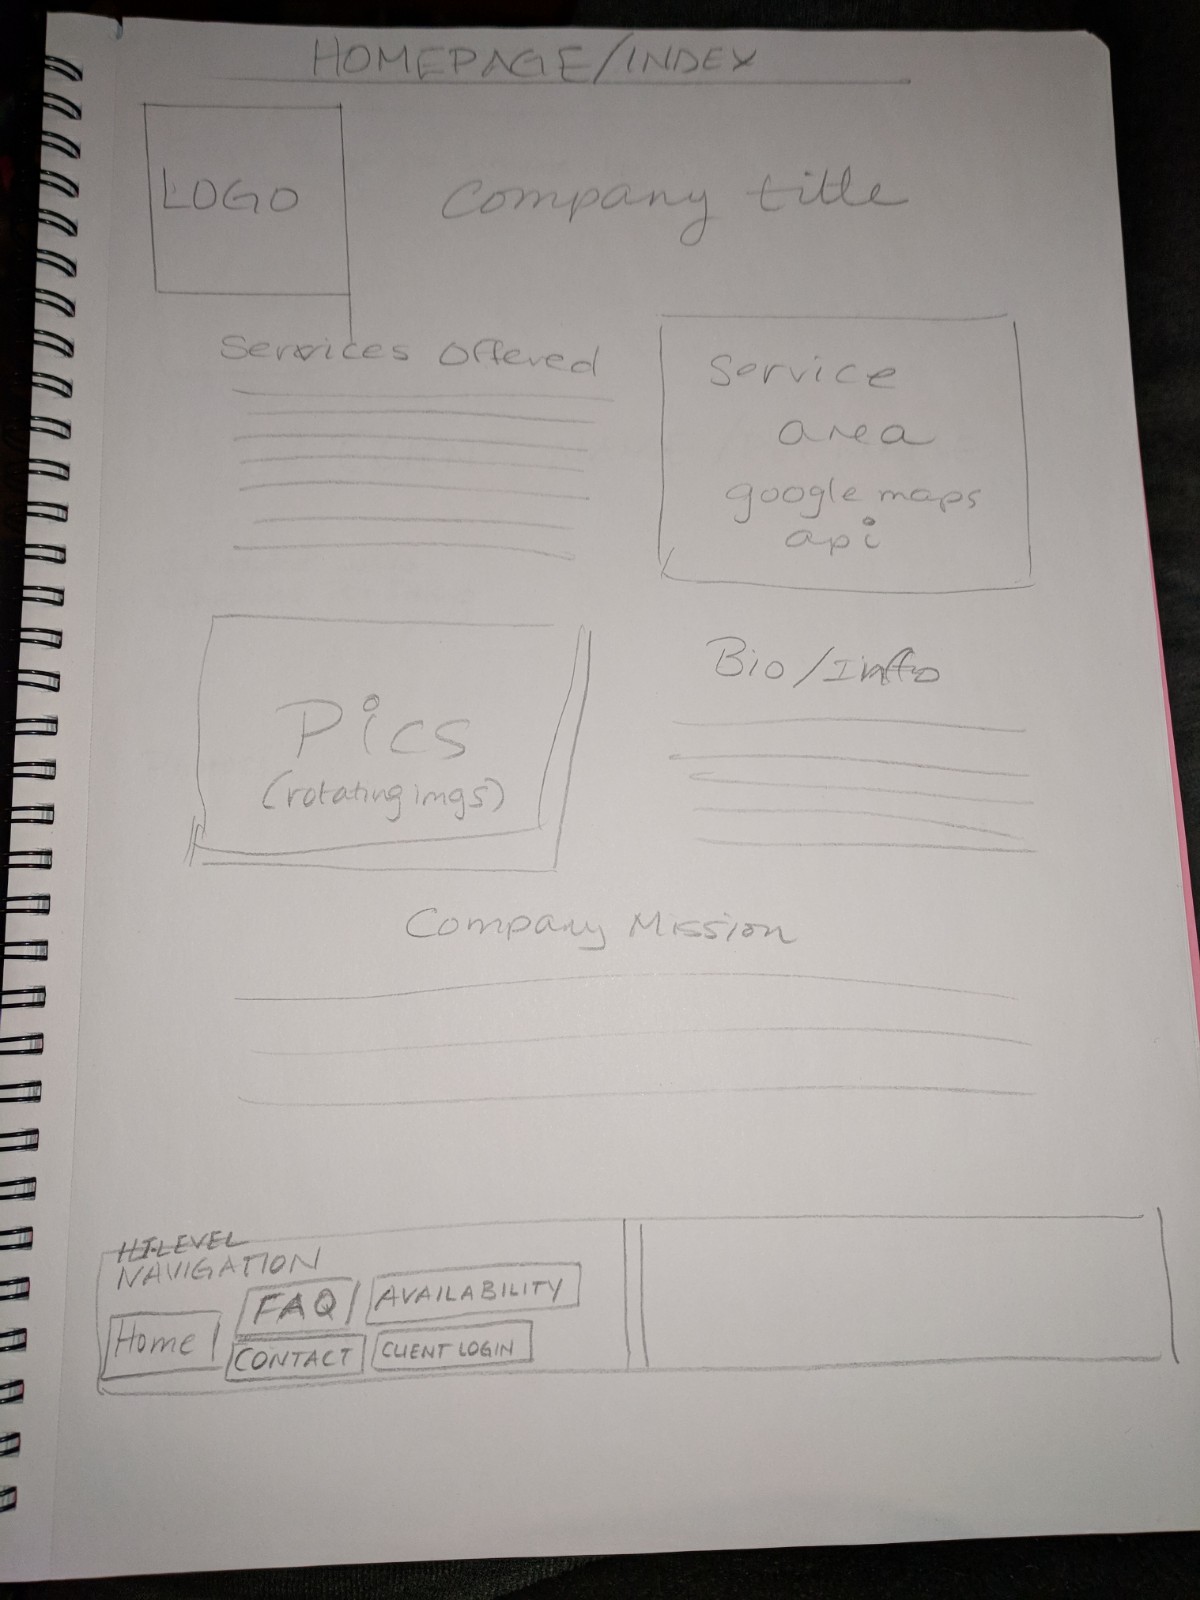 HOMEPAGE/INDEX
LOGO
Company title
Services Offered
Service
area
google maps
api
Pics
(rotating imgs)
Bio/Info
Company Mission
HI-LEVEL
NAVIGATION
Home
FAQ
AVAILABILITY
CONTACT
CLIENT LOGIN